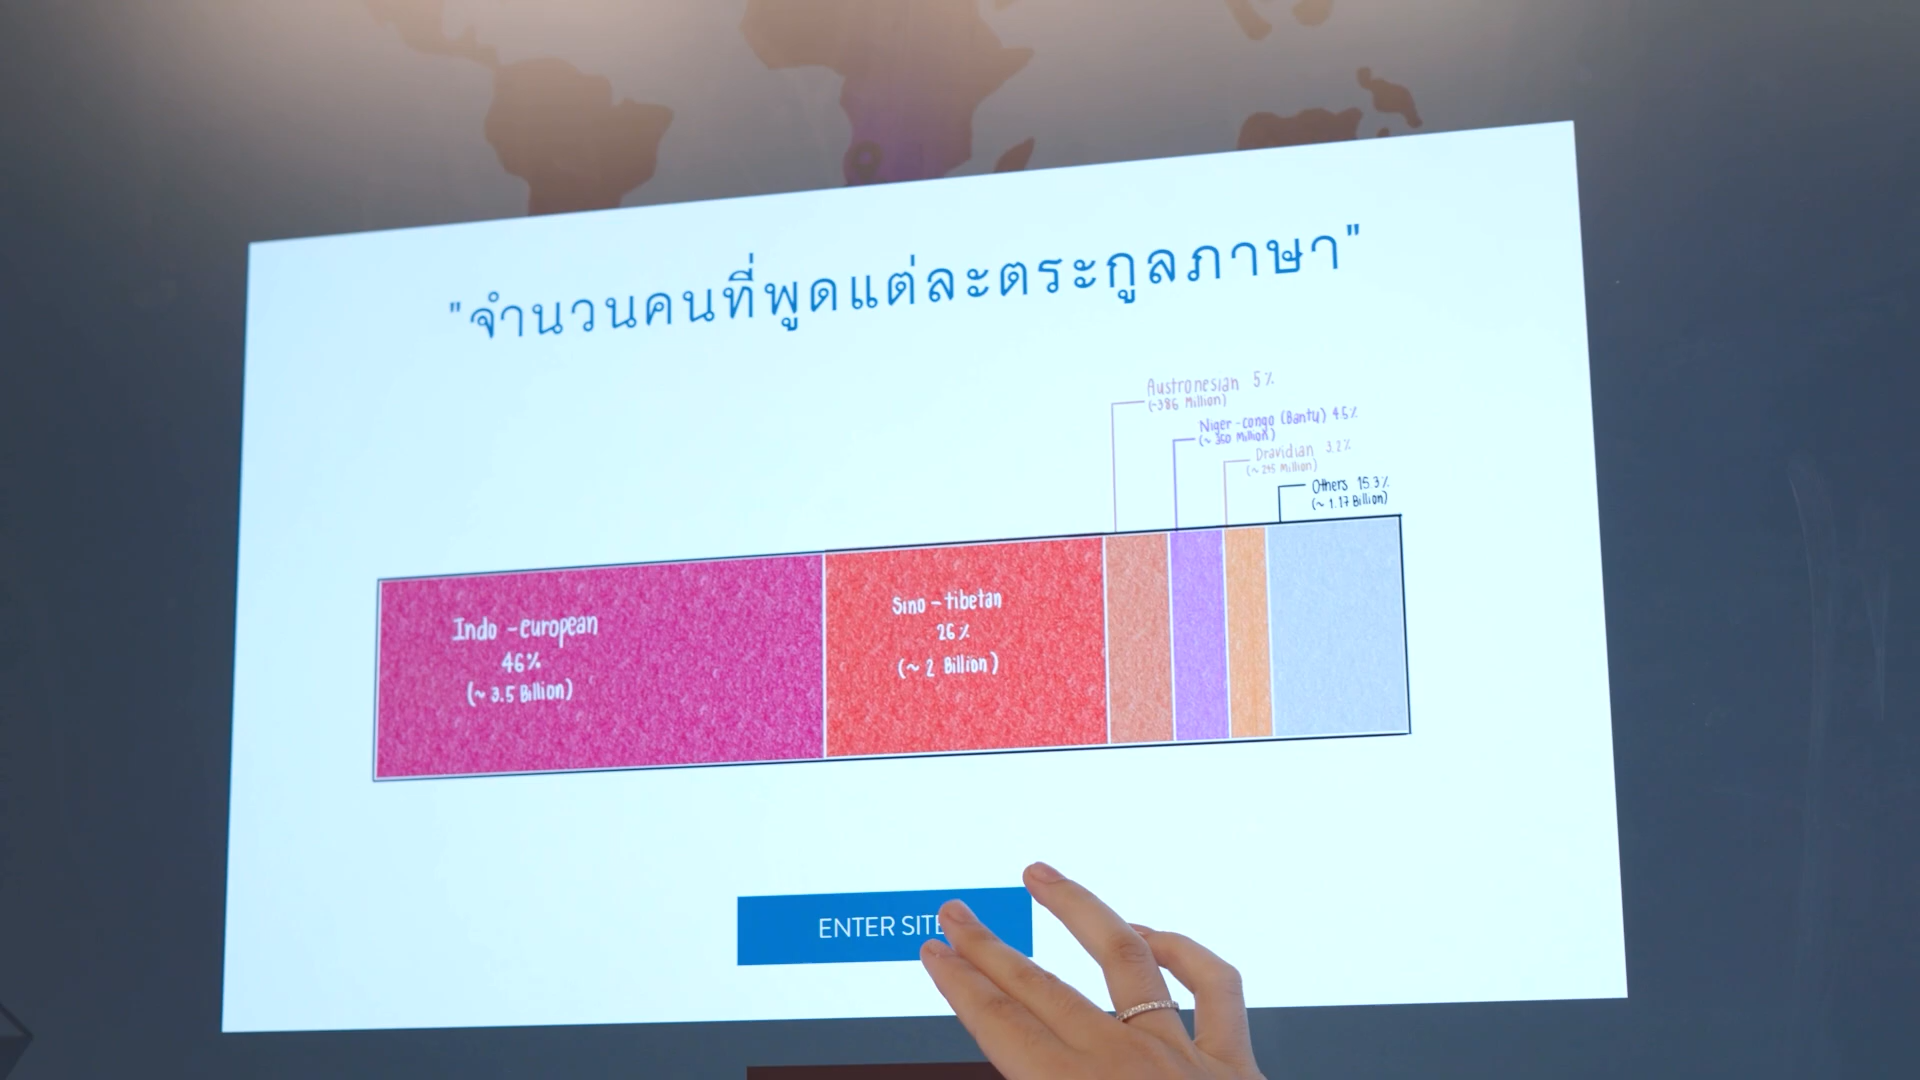 "จำนวนคนที่พูดแต่ละตระกูลภาษา"
Austronesian 5%
(~386 Million)
Niger-congo (Bantu) 4.5%
(~ 350 Million)
Dravidian 3.2%
(~ 245 Million)
Others 15.3%
(~ 1.17 Billion)
Indo-european
46%
(~ 3.5 Billion)
Sino-tibetan
26%
(~ 2 Billion)
ENTER SITE